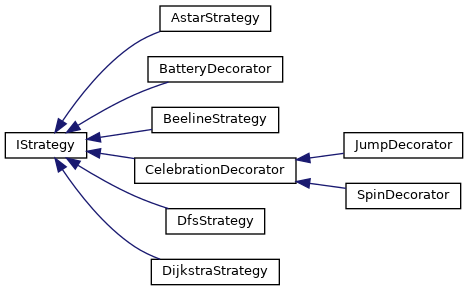 AstarStrategy
BatteryDecorator
BeelineStrategy
IStrategy
JumpDecorator
CelebrationDecorator
SpinDecorator
DfsStrategy
DijkstraStrategy